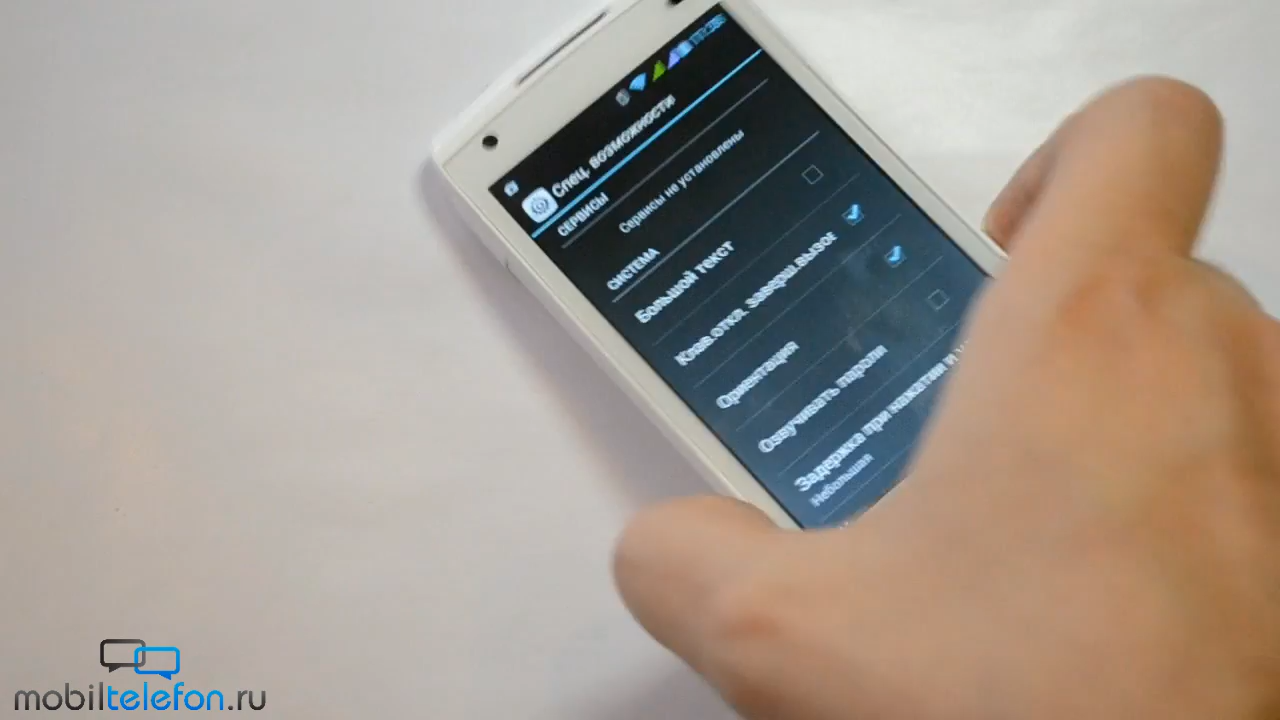 Спец. возможности
СЕРВИСЫ
Сервисы не установлены
СИСТЕМА
Большой текст
Кнов.откл. заверш.вызов
Ориентация
Озвучивать пароли
Задержка при нажатии и
Небольшая
mobiltelefon.ru